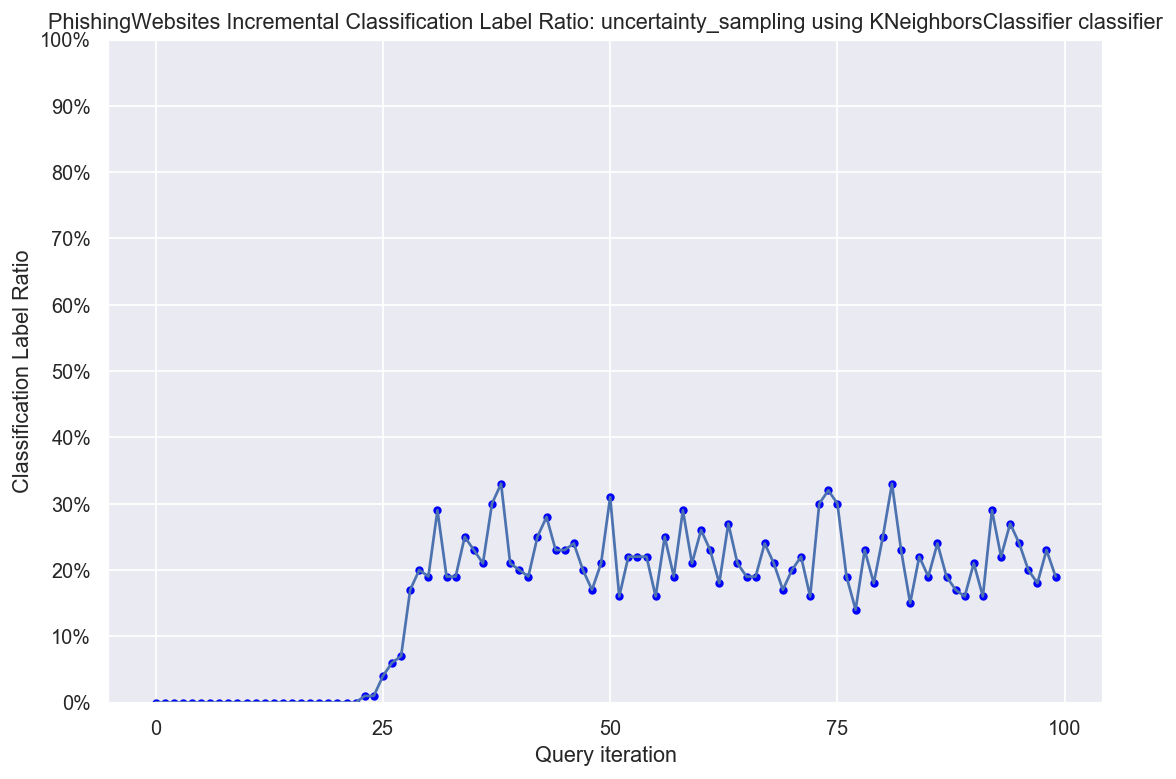 PhishingWebsites Incremental Classification Label Ratio: uncertainty_sampling using KNeighborsClassifier classifier
100%
90%
80%
70%
60%
50%
40%
30%
20%
10%
0%
Classification Label Ratio
0 25 50 75 100
Query iteration